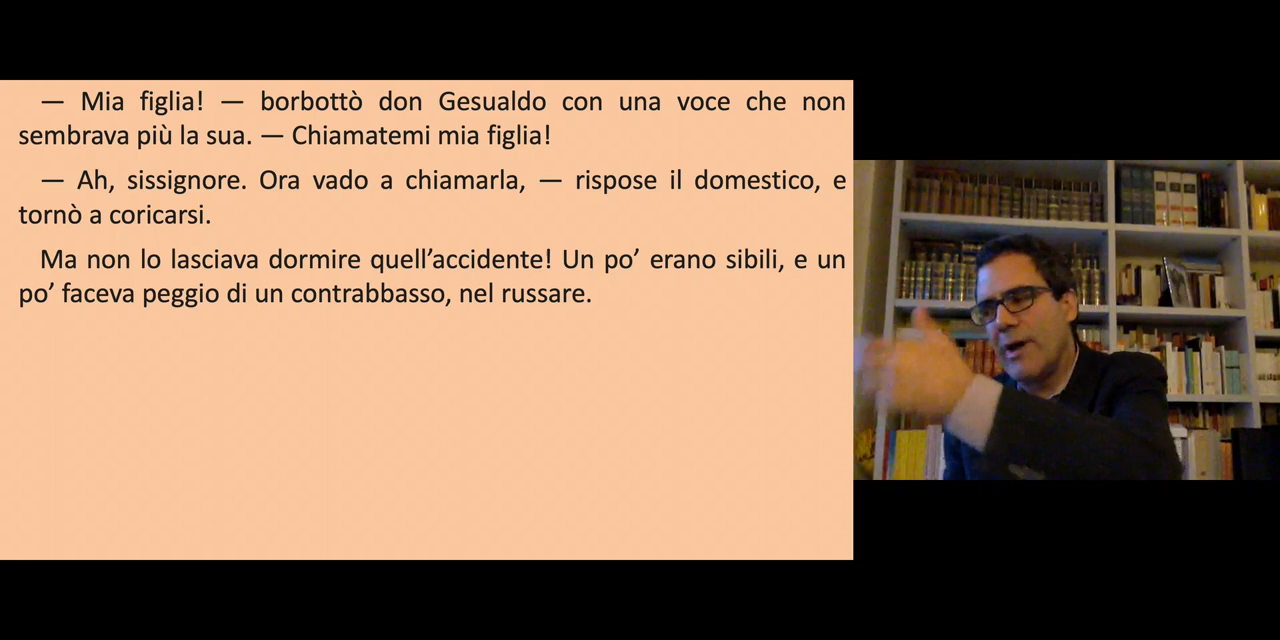 — Mia figlia! — borbottò don Gesualdo con una voce che non
sembrava più la sua. — Chiamatemi mia figlia!
— Ah, sissignore. Ora vado a chiamarla, — rispose il domestico, e
tornò a coricarsi.
Ma non lo lasciava dormire quell’accidente! Un po’ erano sibili, e un
po’ faceva peggio di un contrabbasso, nel russare.